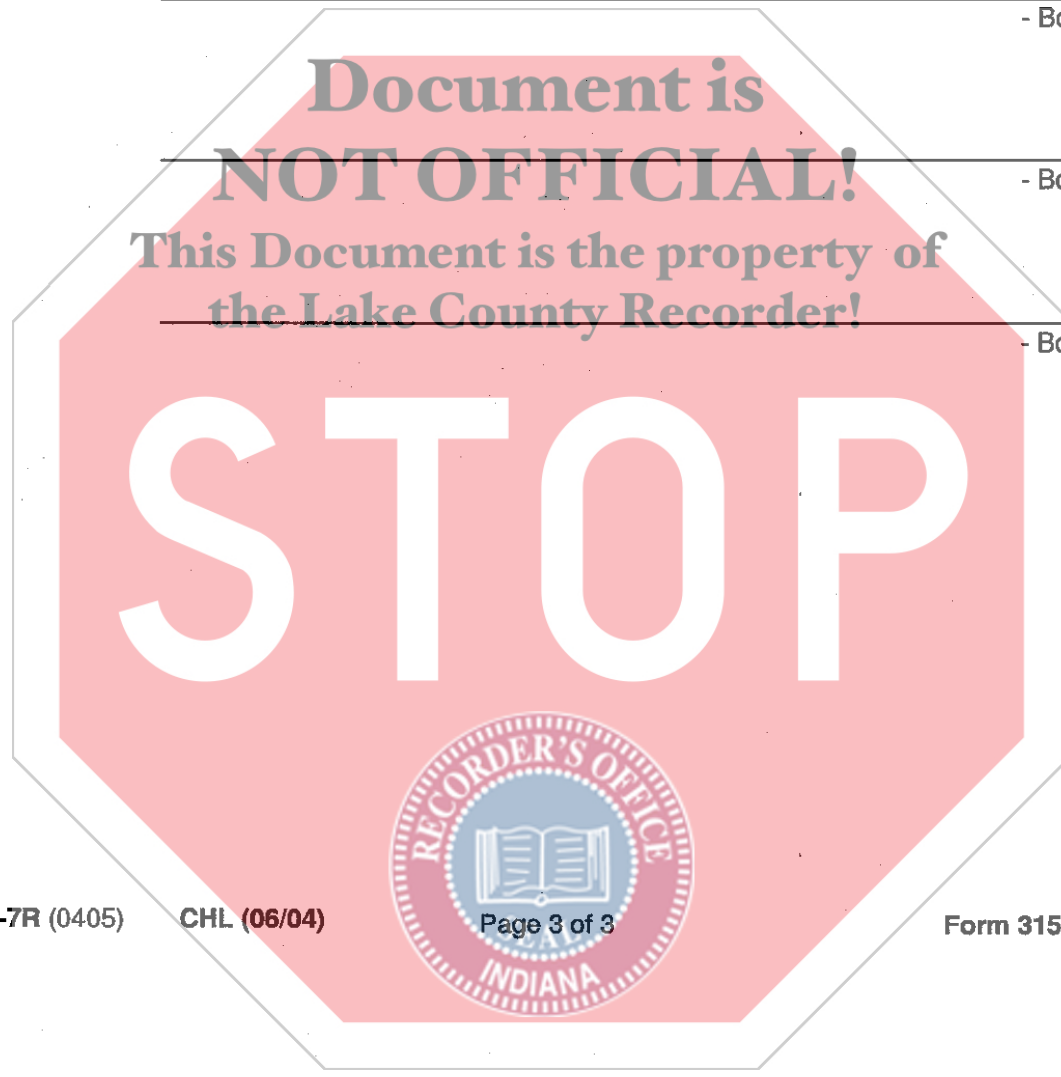 - Bo
Document is
NOT OFFICIAL!
- Bo
This Document is the property of
the Lake County Recorder!
- Bo
STOP
RECORDER'S OFFICE
-7R (0405) CHL (06/04) Page 3 of 3 Form 315
SEAL
INDIANA